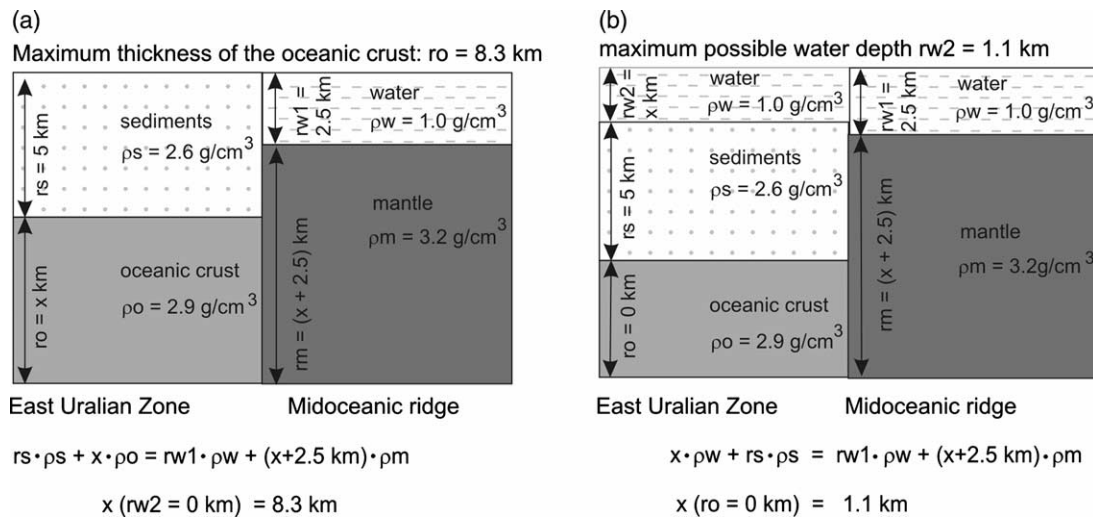 (a)
Maximum thickness of the oceanic crust: ro = 8.3 km
rs = 5 km
sediments
ρs = 2.6 g/cm³
ro = x km
oceanic crust
ρo = 2.9 g/cm³
rw1 =
2.5 km
water
ρw = 1.0 g/cm³
rm = (x + 2.5) km
mantle
ρm = 3.2 g/cm³
East Uralian Zone
Midoceanic ridge
rs·ρs + x·ρo = rw1·ρw + (x+2.5 km)·ρm
x (rw2 = 0 km) = 8.3 km
(b)
maximum possible water depth rw2 = 1.1 km
rw2 =
x km
water
ρw = 1.0 g/cm³
rs = 5 km
sediments
ρs = 2.6 g/cm³
ro = 0 km
oceanic crust
ρo = 2.9 g/cm³
rw1 =
2.5 km
water
ρw = 1.0 g/cm³
rm = (x + 2.5) km
mantle
ρm = 3.2g/cm³
East Uralian Zone
Midoceanic ridge
x·ρw + rs·ρs = rw1·ρw + (x+2.5 km)·ρm
x (ro = 0 km) = 1.1 km